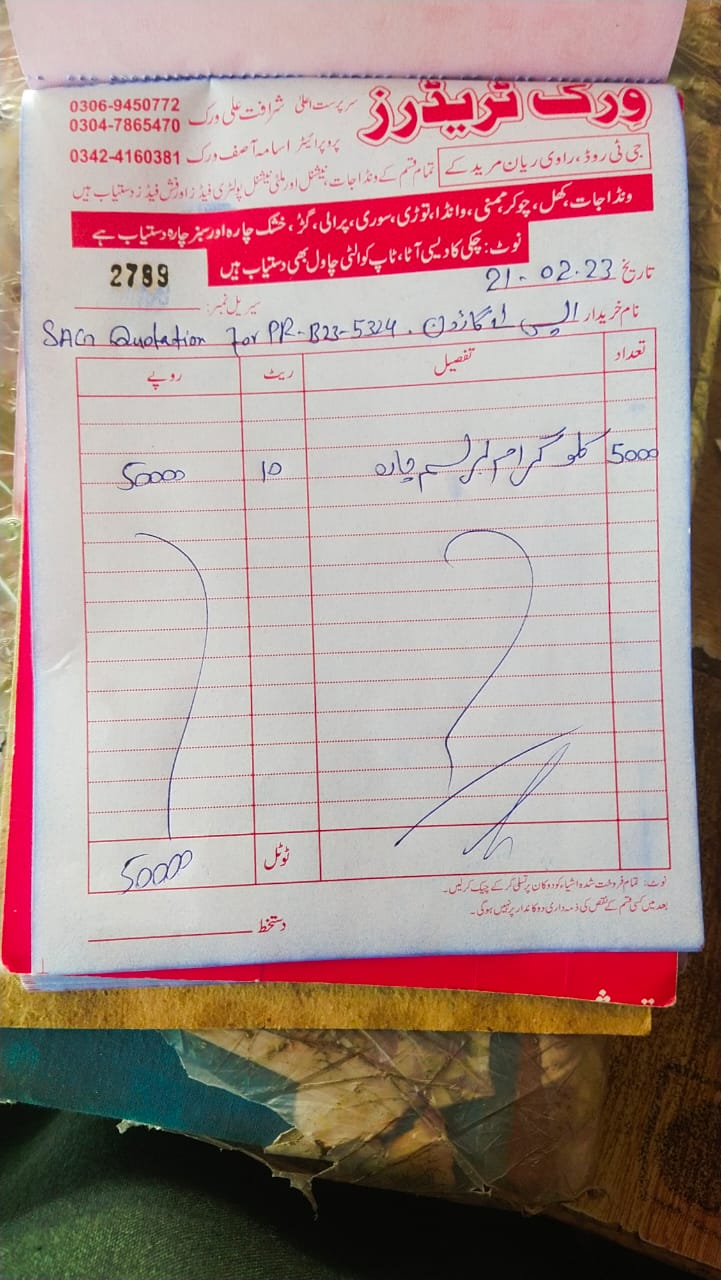 وِرک ٹریڈرز
سرپرست اعلیٰ شرافت علی ورک 0306-9450772
0304-7865470
پروپرائیٹر اسامہ آصف ورک 0342-4160381
جی ٹی روڈ، راوی ریان مرید کے
تمام قسم کے ونڈا جات، نیشنل اور ملٹی نیشنل پولٹری فیڈز اور فش فیڈز دستیاب ہیں
ونڈا جات، کھل، چوکر، مکئی، وانڈا، توڑی، سوری، پرالی، گڑ، خشک چارہ اور سبز چارہ دستیاب ہے
نوٹ: چکی کا دیسی آٹا، ٹاپ کوالٹی چاول بھی دستیاب ہیں
تاریخ 21-02-23
سیریل نمبر: 2789
نام خریدار
SAG Quotation for PR-B23-5324.
تعداد تفصیل ریٹ روپے
5000 کلو گرام چارہ 10 50000
ٹوٹل 50000
نوٹ: تمام فروخت شدہ اشیاء کو دوکان پر تسلی کر کے چیک کر لیں۔
بعد میں کسی قسم کے نقص کی ذمہ داری دوکاندار پر نہیں ہوگی۔
دستخط